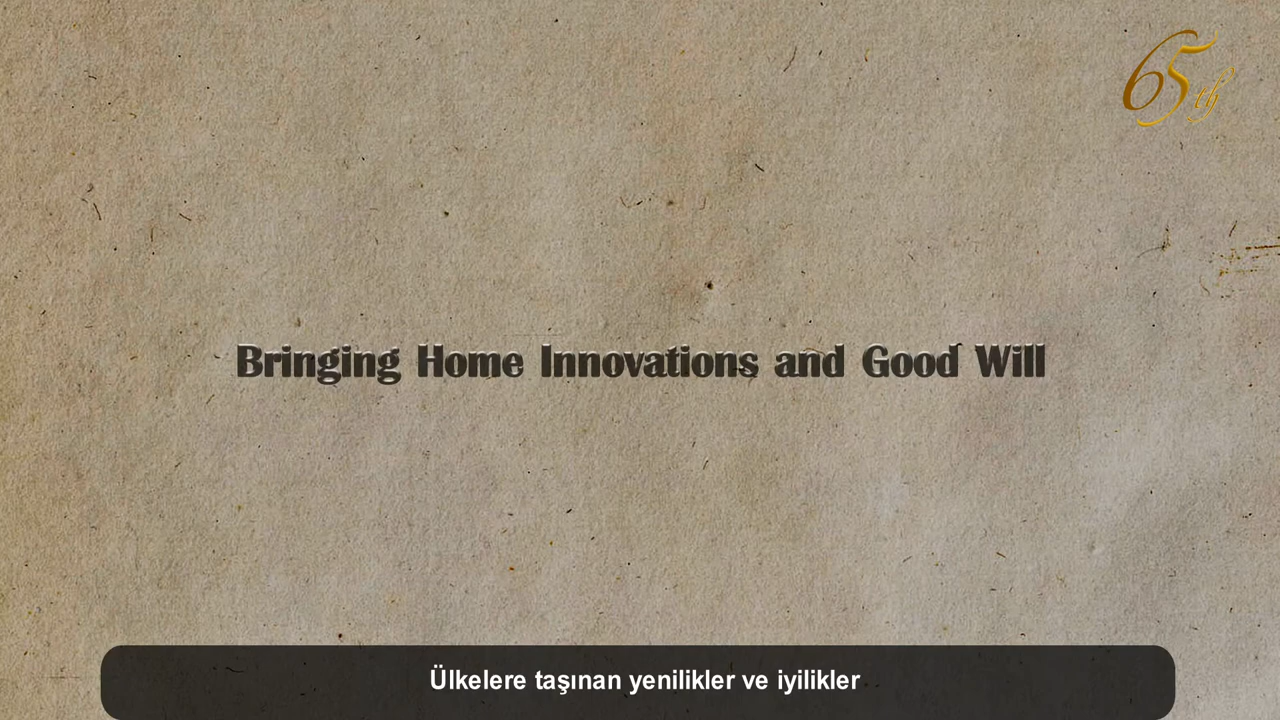 65th
Bringing Home Innovations and Good Will
Ülkelere taşınan yenilikler ve iyilikler